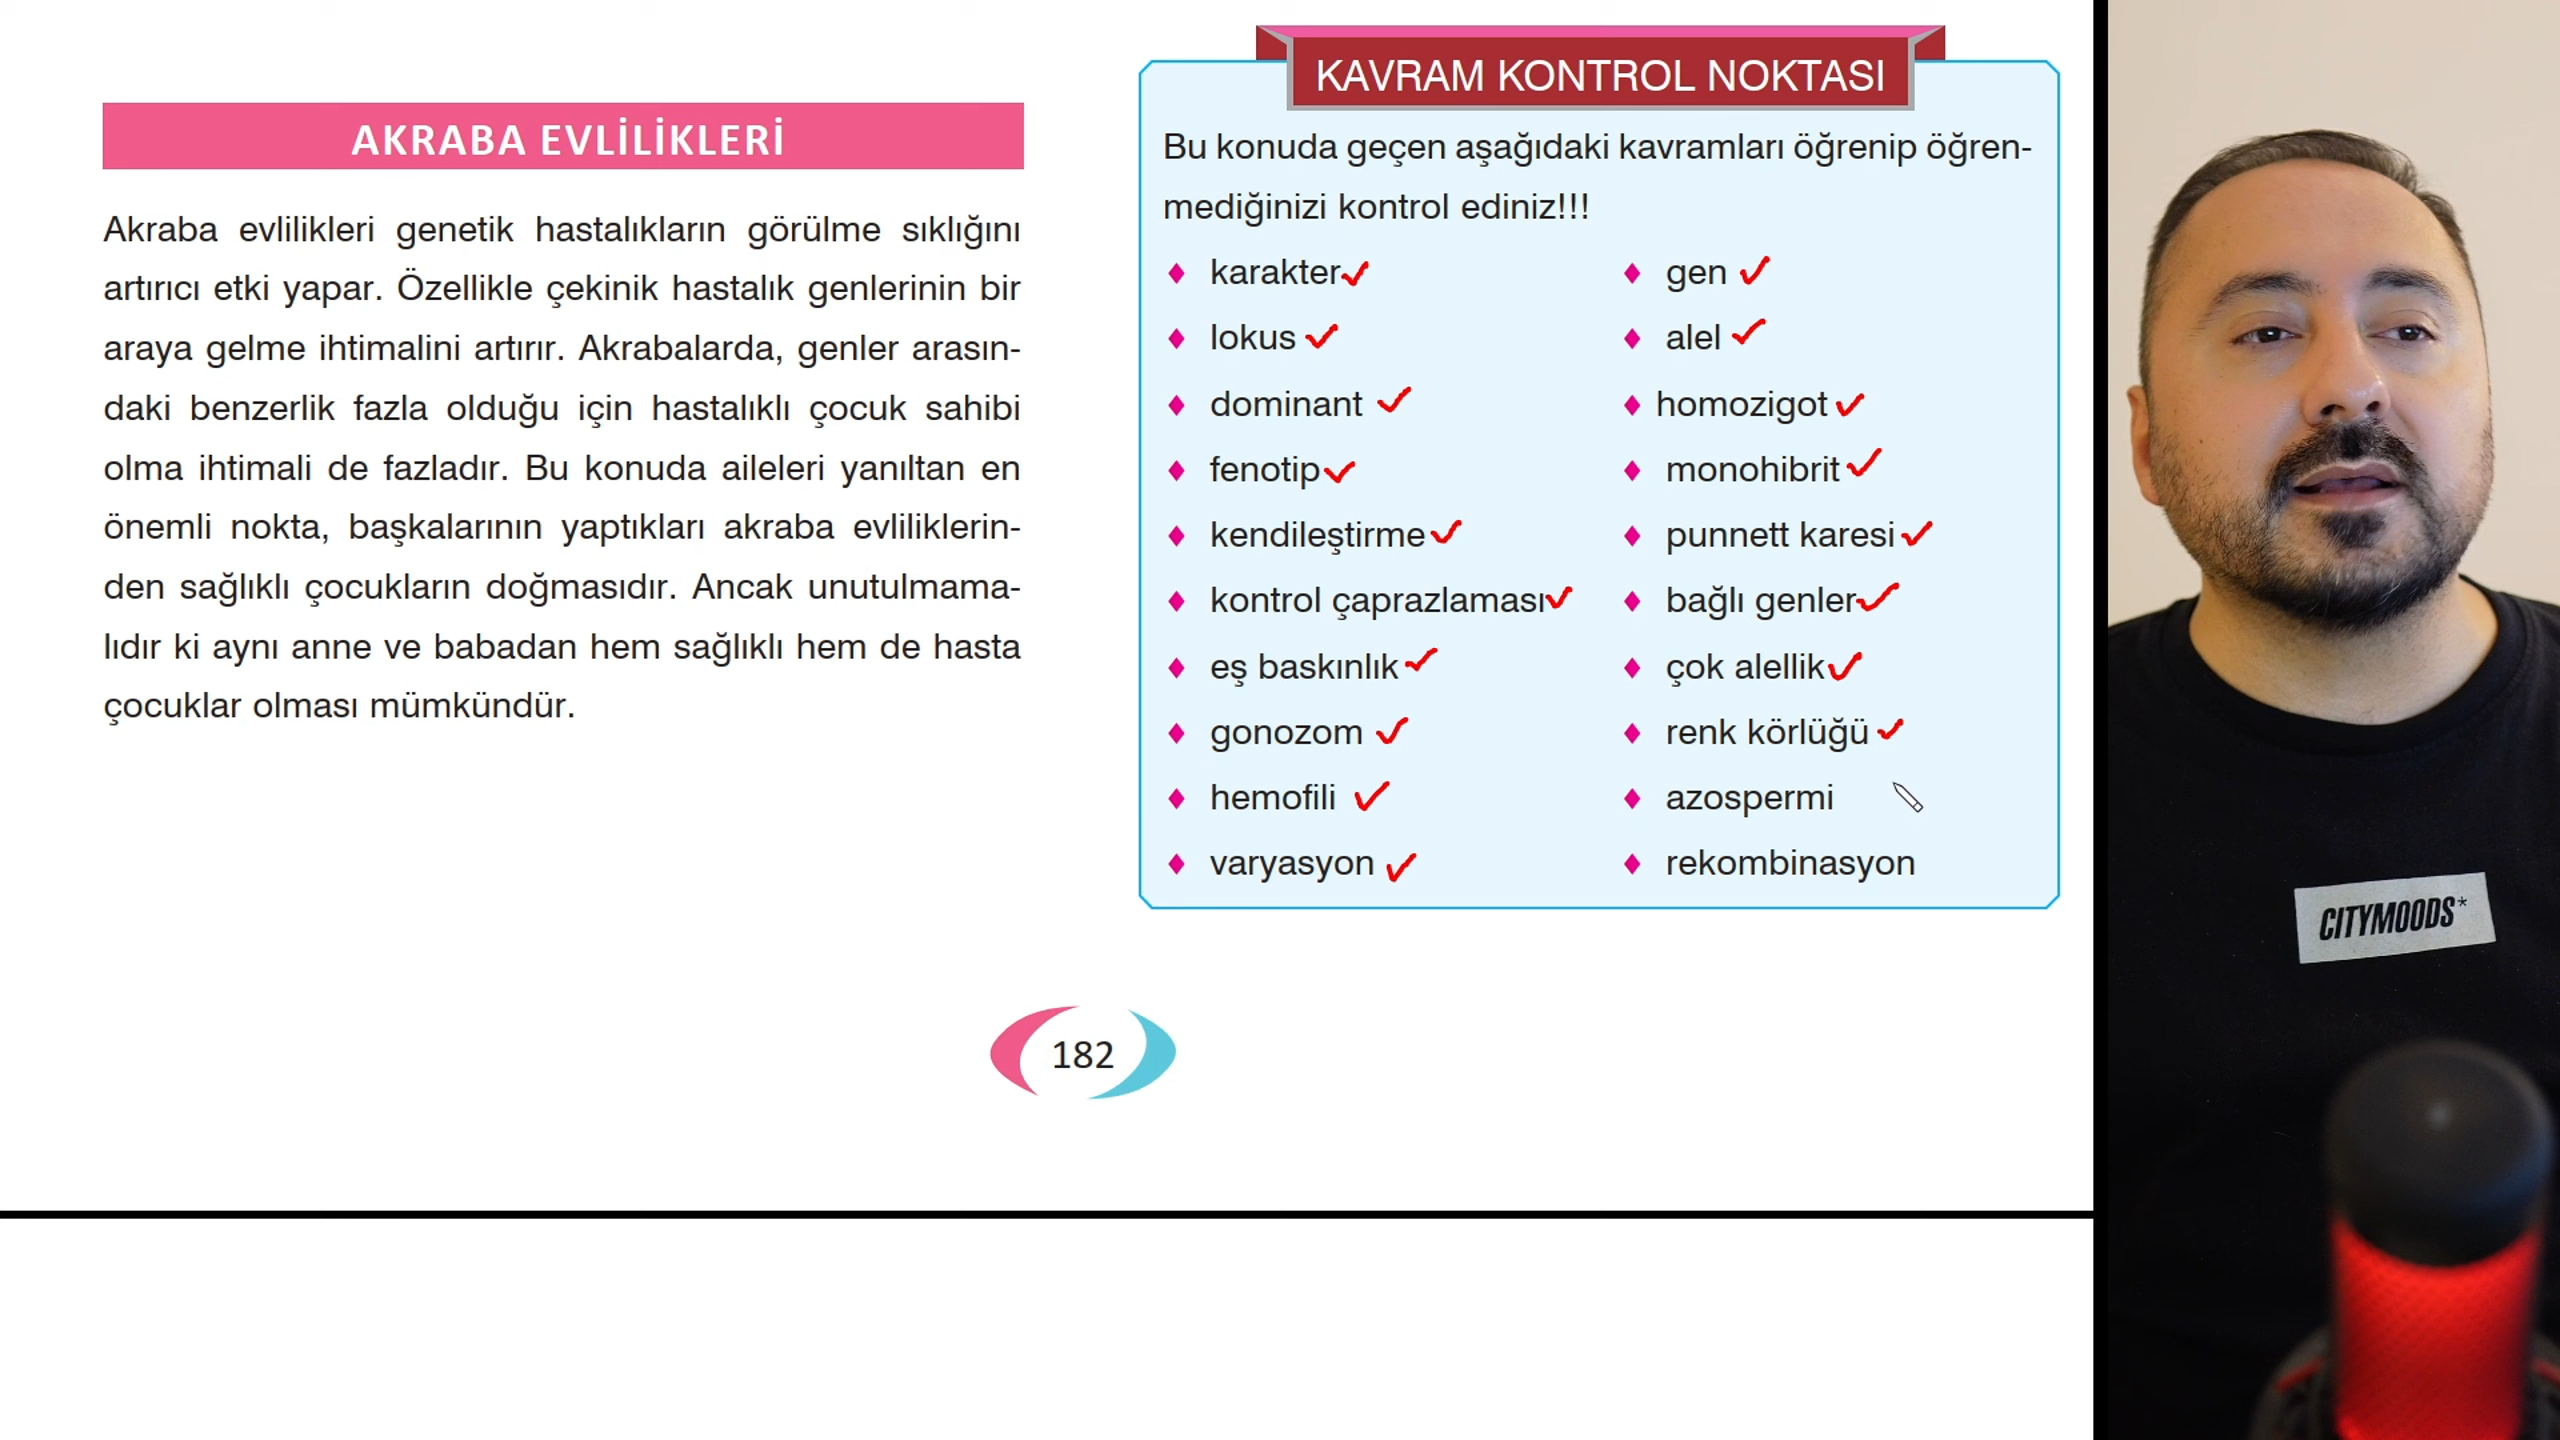 AKRABA EVLİLİKLERİ
Akraba evlilikleri genetik hastalıkların görülme sıklığını
artırıcı etki yapar. Özellikle çekinik hastalık genlerinin bir
araya gelme ihtimalini artırır. Akrabalarda, genler arasın-
daki benzerlik fazla olduğu için hastalıklı çocuk sahibi
olma ihtimali de fazladır. Bu konuda aileleri yanıltan en
önemli nokta, başkalarının yaptıkları akraba evliliklerin-
den sağlıklı çocukların doğmasıdır. Ancak unutulmama-
lıdır ki aynı anne ve babadan hem sağlıklı hem de hasta
çocuklar olması mümkündür.
KAVRAM KONTROL NOKTASI
Bu konuda geçen aşağıdaki kavramları öğrenip öğren-
mediğinizi kontrol ediniz!!!
karakter
lokus
dominant
fenotip
kendileştirme
kontrol çaprazlaması
eş baskınlık
gonozom
hemofili
varyasyon
gen
alel
homozigot
monohibrit
punnett karesi
bağlı genler
çok alellik
renk körlüğü
azospermi
rekombinasyon
182
CITYMOODS*